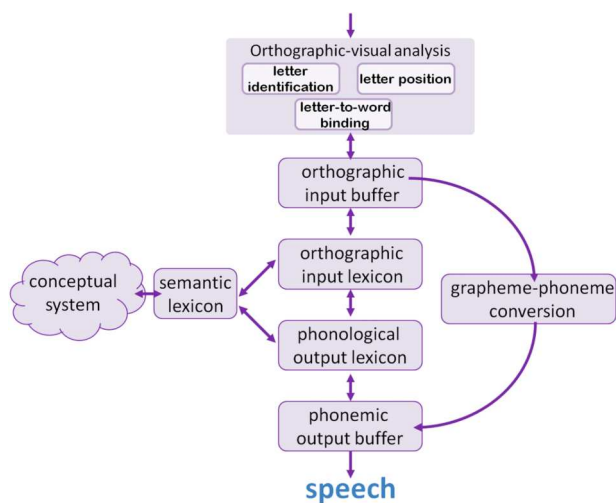 Orthographic-visual analysis
letter
identification
letter position
letter-to-word
binding
orthographic
input buffer
orthographic
input lexicon
conceptual
system
semantic
lexicon
grapheme-phoneme
conversion
phonological
output lexicon
phonemic
output buffer
speech